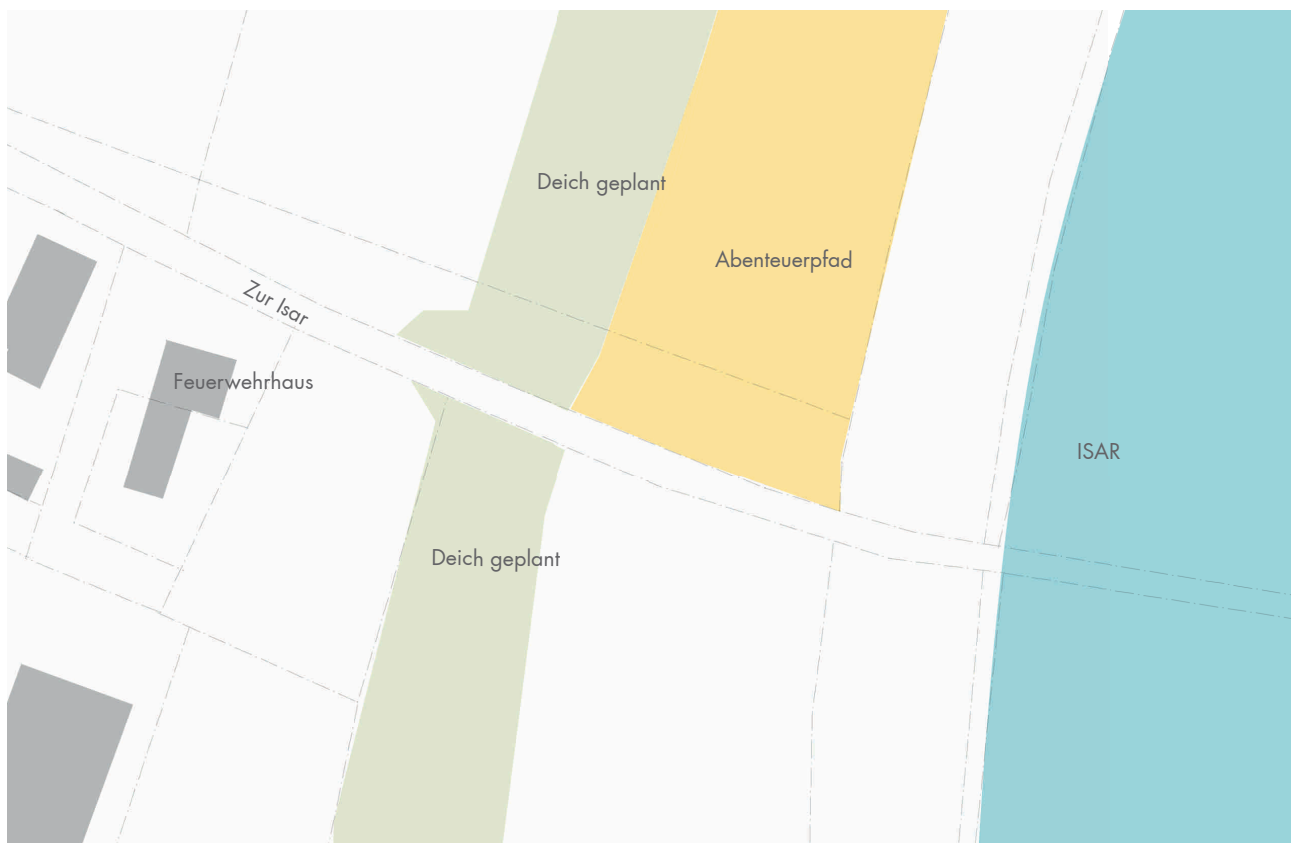 Deich geplant
Abenteuerpfad
Zur Isar
Feuerwehrhaus
ISAR
Deich geplant